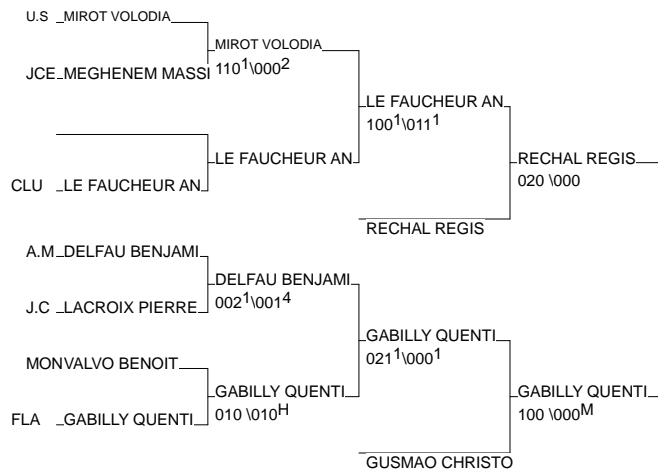 U.S MIROT VOLODIA
MIROT VOLODIA
JCE MEGHENEM MASSI 110¹\000²
LE FAUCHEUR AN
100¹\011¹
LE FAUCHEUR AN
RECHAL REGIS
020 \000
CLU LE FAUCHEUR AN
RECHAL REGIS
A.M DELFAU BENJAMI
DELFAU BENJAMI
002¹\001⁴
J.C LACROIX PIERRE
GABILLY QUENTI
021¹\000¹
MONVALVO BENOIT
GABILLY QUENTI
010 \010ᴴ
GABILLY QUENTI
100 \000ᴹ
FLA GABILLY QUENTI
GUSMAO CHRISTO